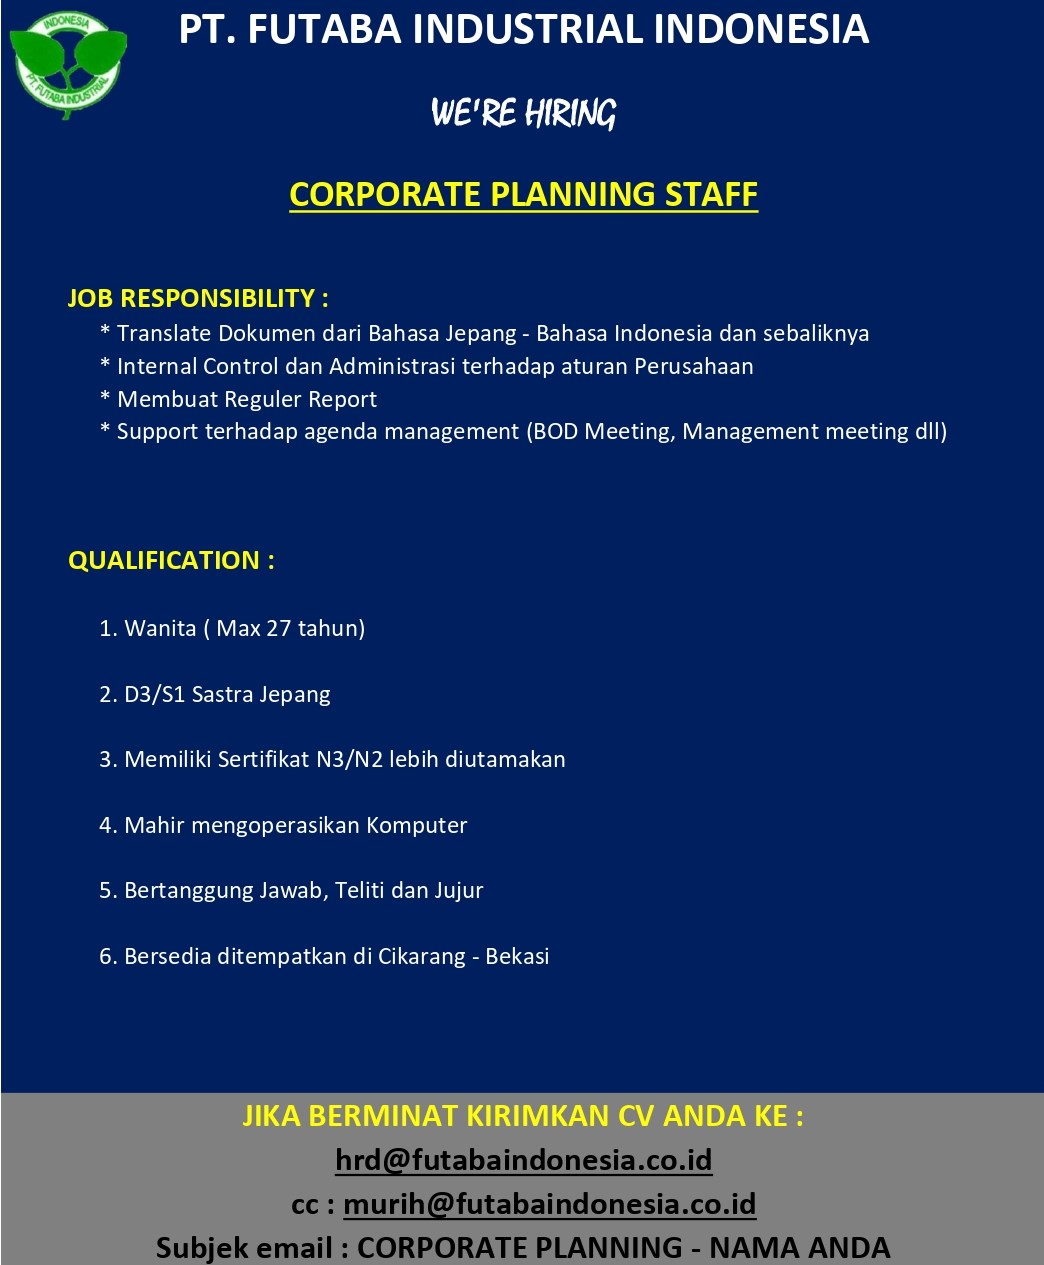 INDONESIA
PT. FUTABA INDUSTRIAL
PT. FUTABA INDUSTRIAL INDONESIA
WE'RE HIRING
CORPORATE PLANNING STAFF
JOB RESPONSIBILITY :
* Translate Dokumen dari Bahasa Jepang - Bahasa Indonesia dan sebaliknya
* Internal Control dan Administrasi terhadap aturan Perusahaan
* Membuat Reguler Report
* Support terhadap agenda management (BOD Meeting, Management meeting dll)
QUALIFICATION :
1. Wanita ( Max 27 tahun)
2. D3/S1 Sastra Jepang
3. Memiliki Sertifikat N3/N2 lebih diutamakan
4. Mahir mengoperasikan Komputer
5. Bertanggung Jawab, Teliti dan Jujur
6. Bersedia ditempatkan di Cikarang - Bekasi
JIKA BERMINAT KIRIMKAN CV ANDA KE :
hrd@futabaindonesia.co.id
cc : murih@futabaindonesia.co.id
Subjek email : CORPORATE PLANNING - NAMA ANDA